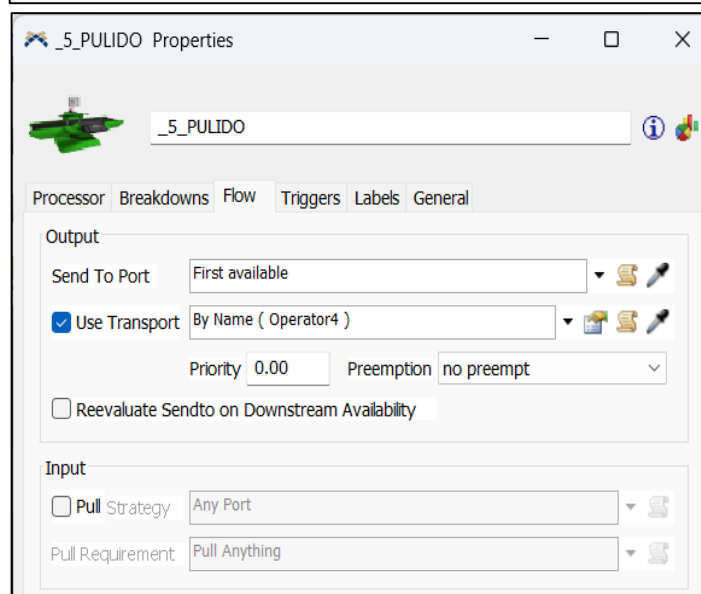 _5_PULIDO Properties
_5_PULIDO
Processor Breakdowns Flow Triggers Labels General
Output
Send To Port First available
Use Transport By Name ( Operator4 )
Priority 0.00 Preemption no preempt
Reevaluate Sendto on Downstream Availability
Input
Pull Strategy Any Port
Pull Requirement Pull Anything